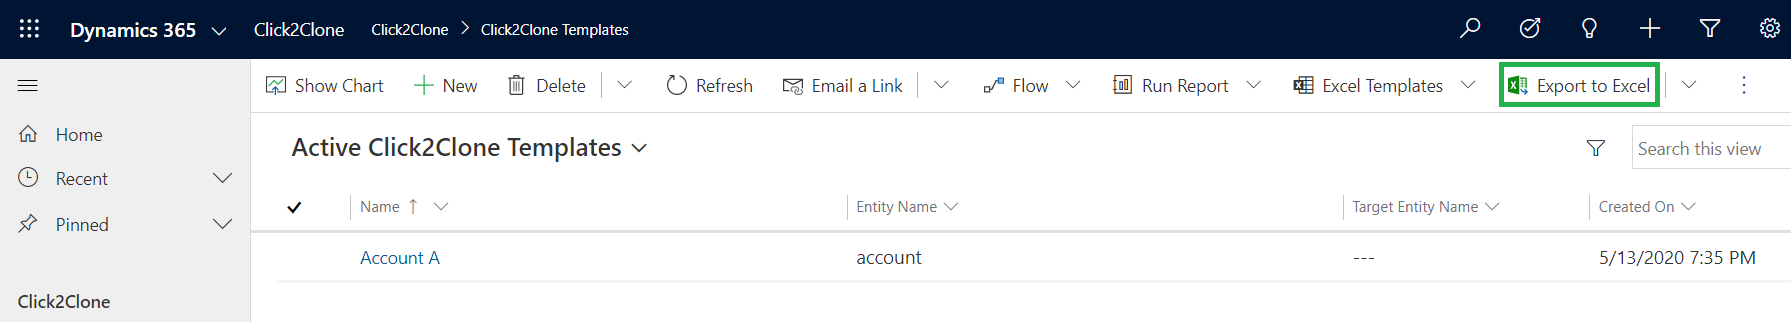 Dynamics 365 Click2Clone Click2Clone > Click2Clone Templates
Show Chart New Delete Refresh Email a Link Flow Run Report Excel Templates Export to Excel
Home
Recent
Pinned
Click2Clone
Active Click2Clone Templates
Search this view
Name ↑ Entity Name Target Entity Name Created On
Account A account --- 5/13/2020 7:35 PM